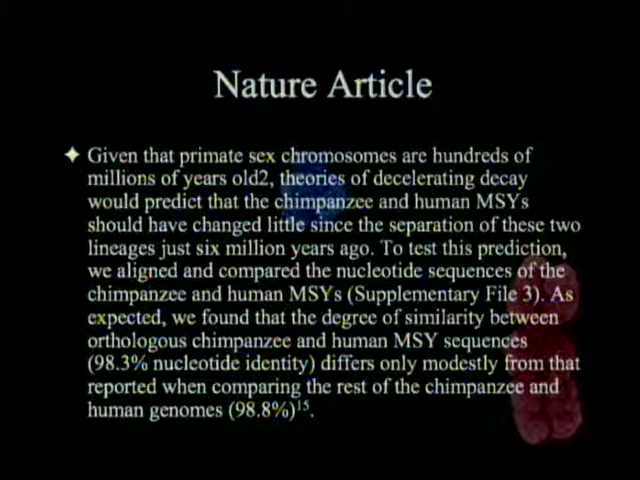 Nature Article
Given that primate sex chromosomes are hundreds of
millions of years old2, theories of decelerating decay
would predict that the chimpanzee and human MSYs
should have changed little since the separation of these two
lineages just six million years ago. To test this prediction,
we aligned and compared the nucleotide sequences of the
chimpanzee and human MSYs (Supplementary File 3). As
expected, we found that the degree of similarity between
orthologous chimpanzee and human MSY sequences
(98.3% nucleotide identity) differs only modestly from that
reported when comparing the rest of the chimpanzee and
human genomes (98.8%)¹⁵.